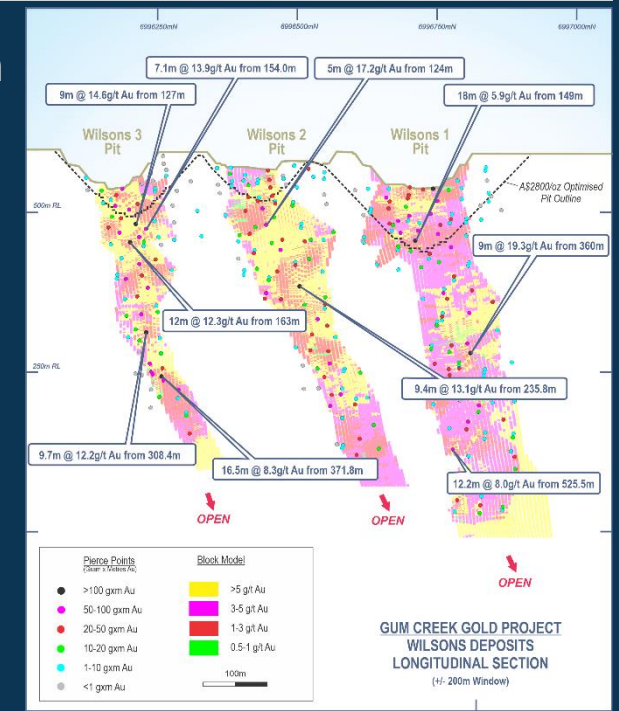 6996250mN
6996500mN
6996750mN
6997000mN
7.1m @ 13.9g/t Au from 154.0m
5m @ 17.2g/t Au from 124m
9m @ 14.6g/t Au from 127m
18m @ 5.9g/t Au from 149m
Wilsons 3
Pit
Wilsons 2
Pit
Wilsons 1
Pit
A$2800/oz Optimised
Pit Outline
500m RL
9m @ 19.3g/t Au from 360m
12m @ 12.3g/t Au from 163m
250m RL
9.4m @ 13.1g/t Au from 235.8m
9.7m @ 12.2g/t Au from 308.4m
16.5m @ 8.3g/t Au from 371.8m
12.2m @ 8.0g/t Au from 525.5m
OPEN
OPEN
OPEN
Pierce Points
(Gram x Metres Au)
>100 gxm Au
50-100 gxm Au
20-50 gxm Au
10-20 gxm Au
1-10 gxm Au
<1 gxm Au
Block Model
>5 g/t Au
3-5 g/t Au
1-3 g/t Au
0.5-1 g/t Au
100m
GUM CREEK GOLD PROJECT
WILSONS DEPOSITS
LONGITUDINAL SECTION
(+/- 200m Window)